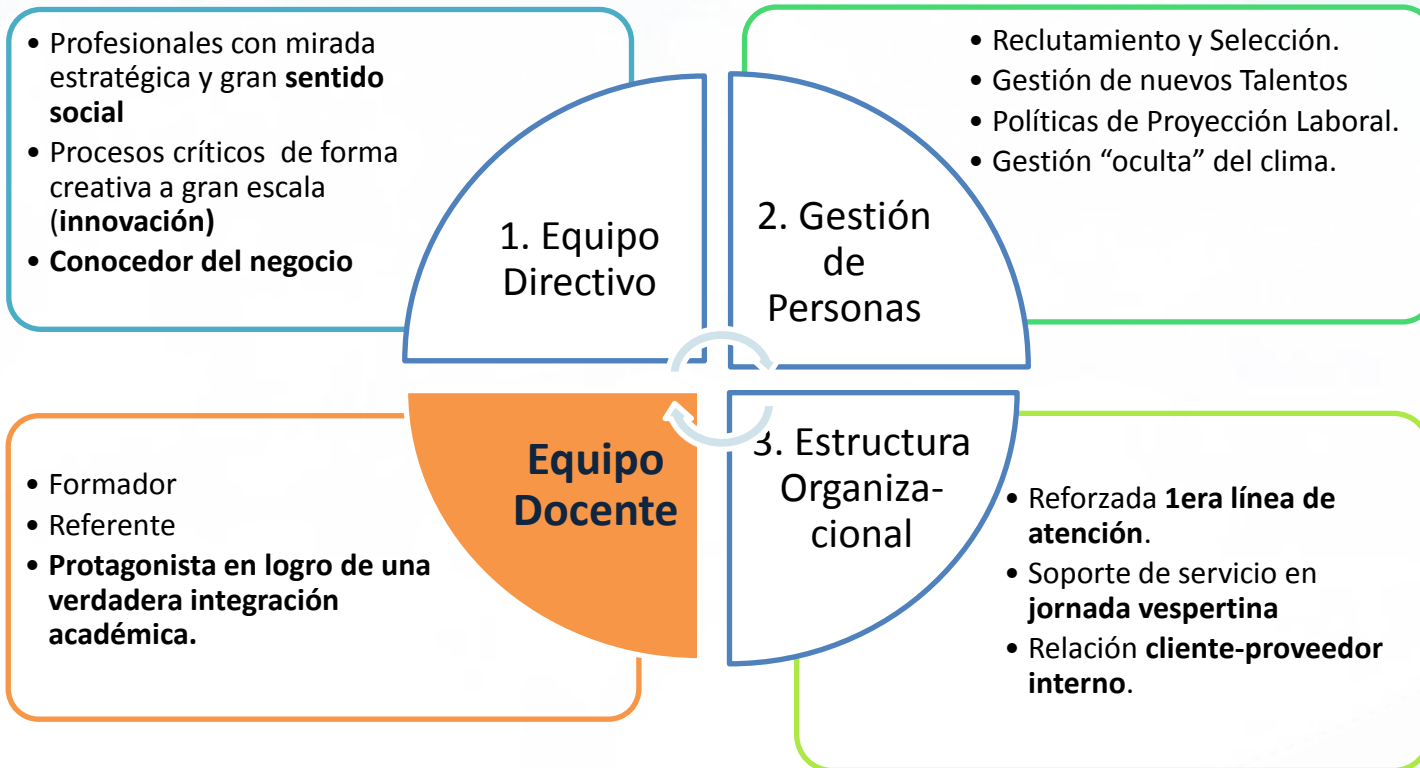 • Profesionales con mirada
estratégica y gran sentido
social
• Procesos críticos de forma
creativa a gran escala
(innovación)
• Conocedor del negocio
1. Equipo
Directivo
• Reclutamiento y Selección.
• Gestión de nuevos Talentos
• Políticas de Proyección Laboral.
• Gestión “oculta” del clima.
2. Gestión
de
Personas
• Formador
• Referente
• Protagonista en logro de una
verdadera integración
académica.
Equipo
Docente
3. Estructura
Organiza-
cional
• Reforzada 1era línea de
atención.
• Soporte de servicio en
jornada vespertina
• Relación cliente-proveedor
interno.